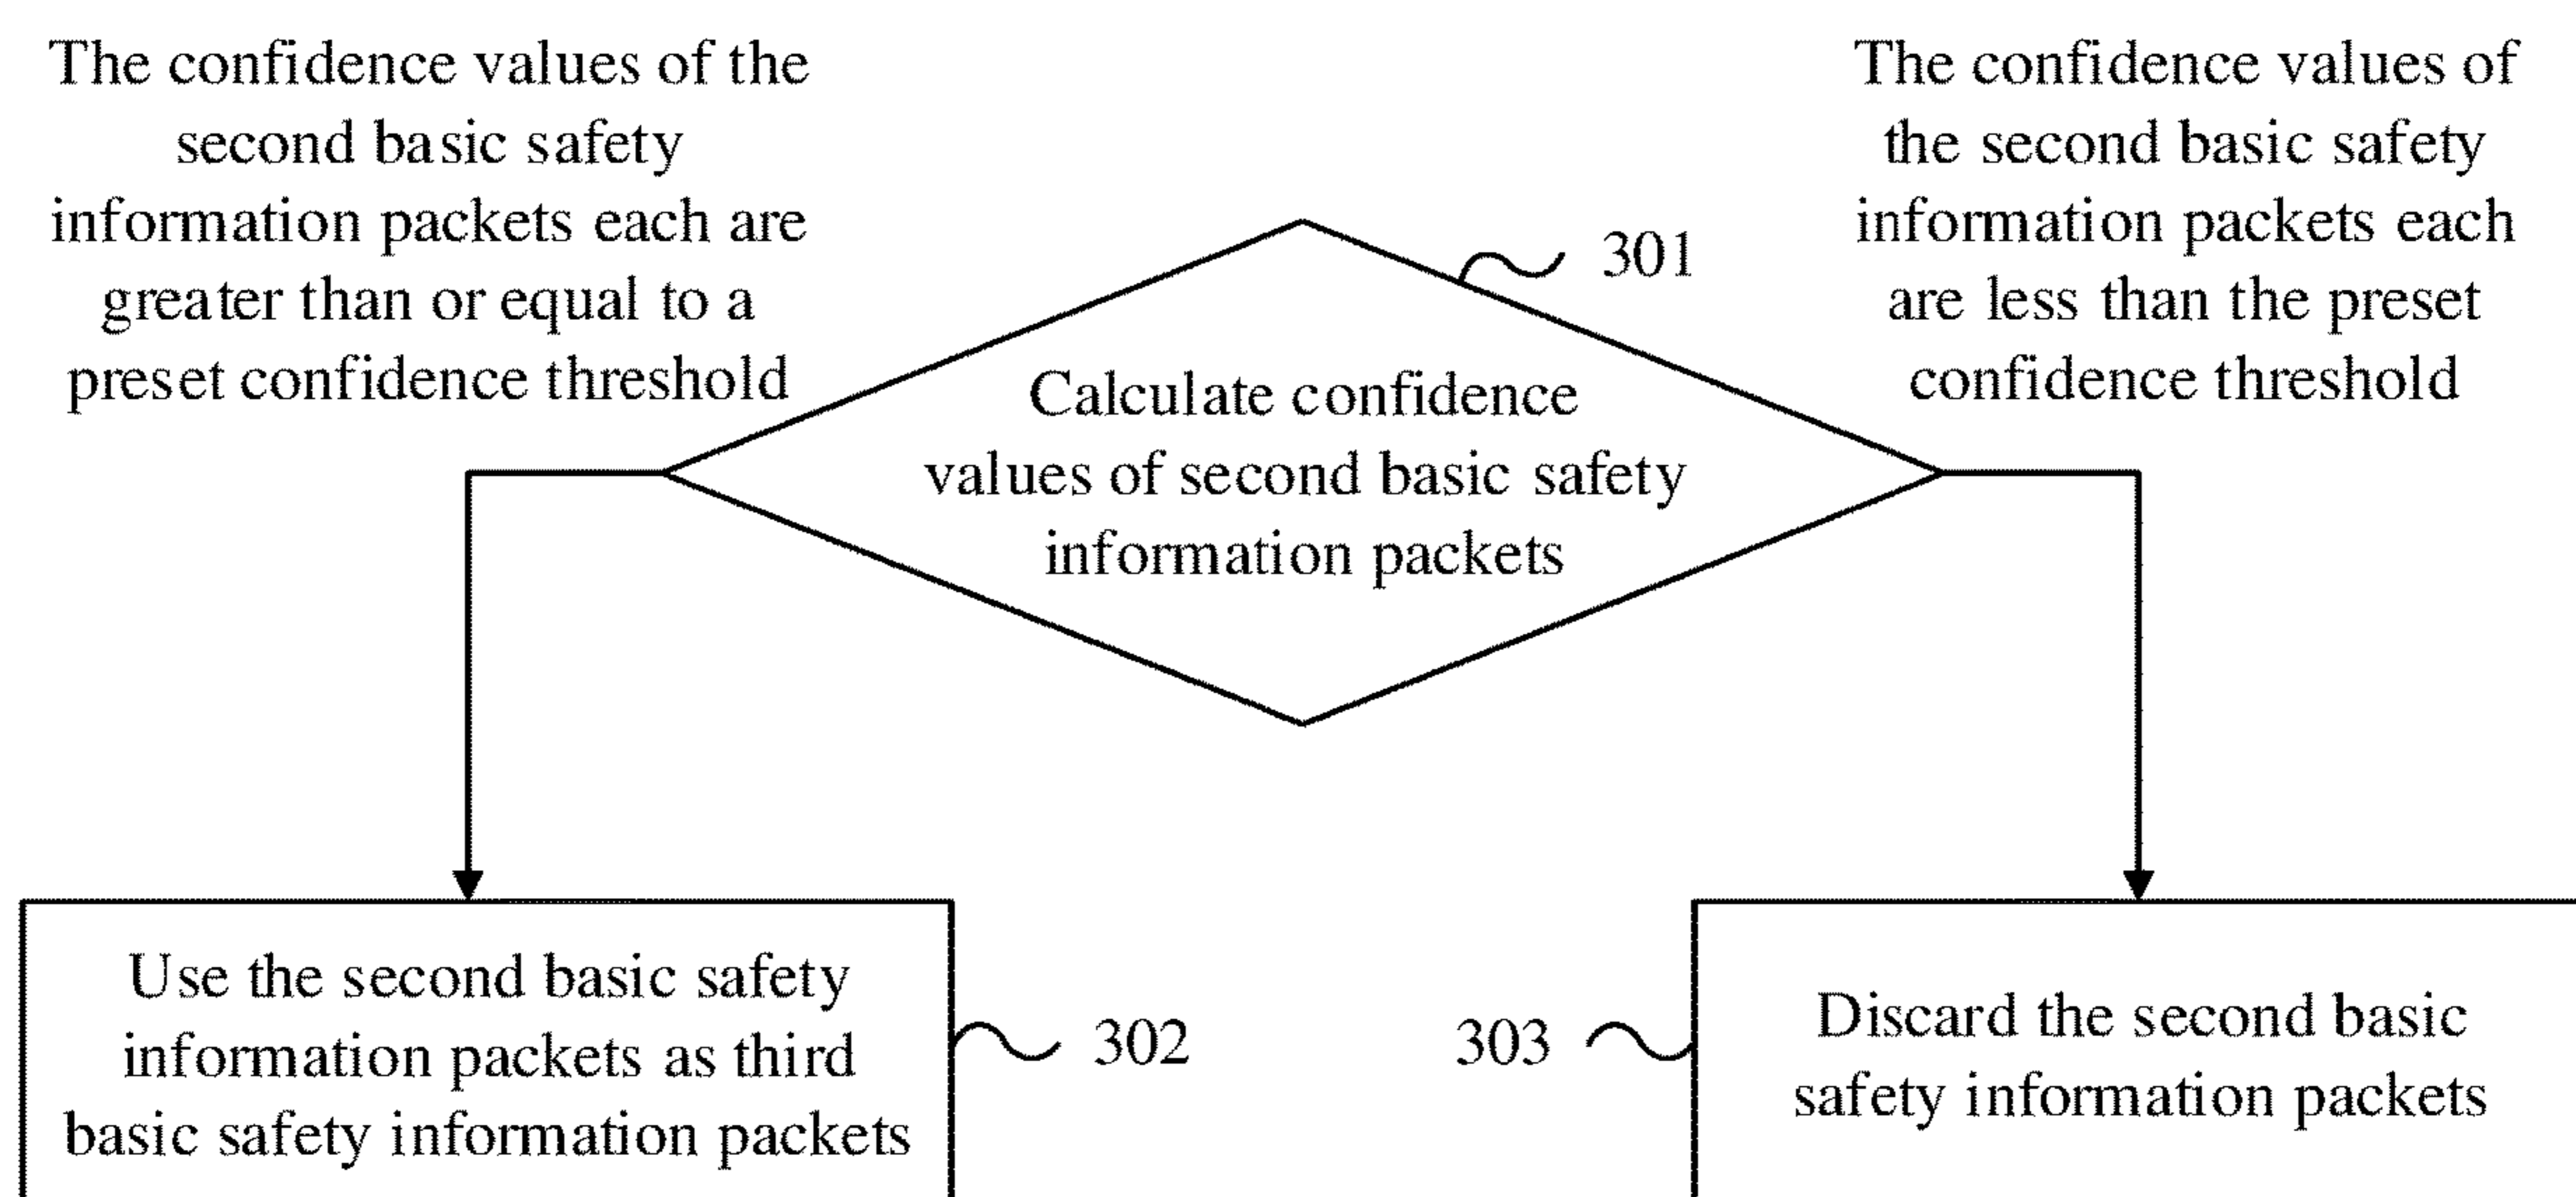 The confidence values of the
second basic safety
information packets each are
greater than or equal to a
preset confidence threshold
The confidence values of
the second basic safety
information packets each
are less than the preset
confidence threshold
301
Calculate confidence
values of second basic safety
information packets
Use the second basic safety
information packets as third
basic safety information packets
302
303
Discard the second basic
safety information packets